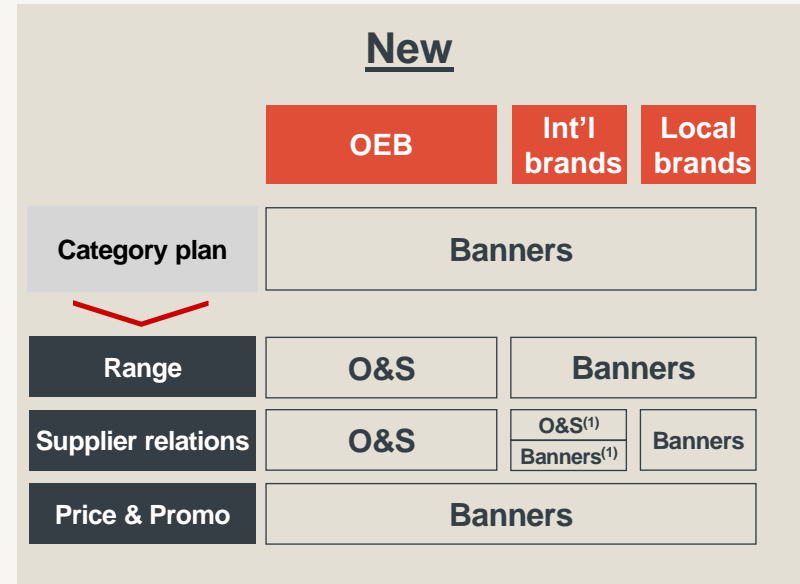 New
OEB
Int'l
brands
Local
brands
Category plan
Banners
Range
O&S
Banners
Supplier relations
O&S
O&S(1)
Banners(1)
Banners
Price & Promo
Banners